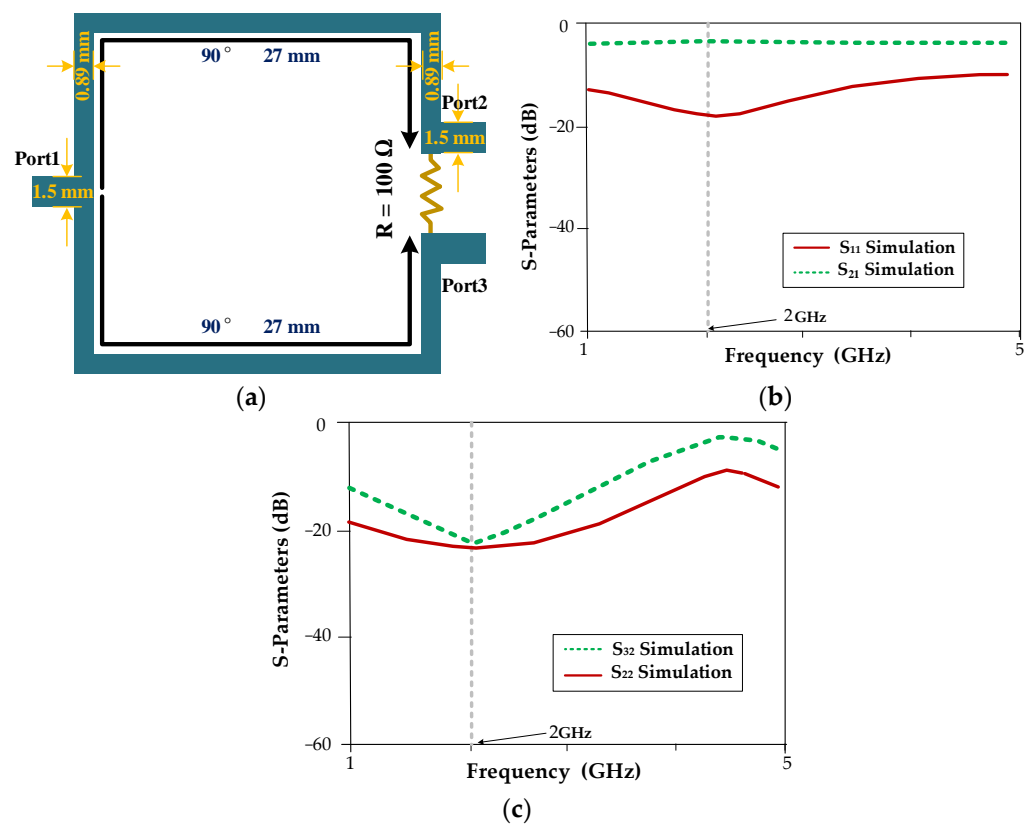 90° 27 mm
0.89 mm
0.89 mm
Port1
1.5 mm
Port2
1.5 mm
R = 100 Ω
Port3
90° 27 mm
(a)
0
−20
−40
−60
S-Parameters (dB)
S11 Simulation
S21 Simulation
2GHz
1
5
Frequency (GHz)
(b)
0
−20
−40
−60
S-Parameters (dB)
S32 Simulation
S22 Simulation
2GHz
1
5
Frequency (GHz)
(c)